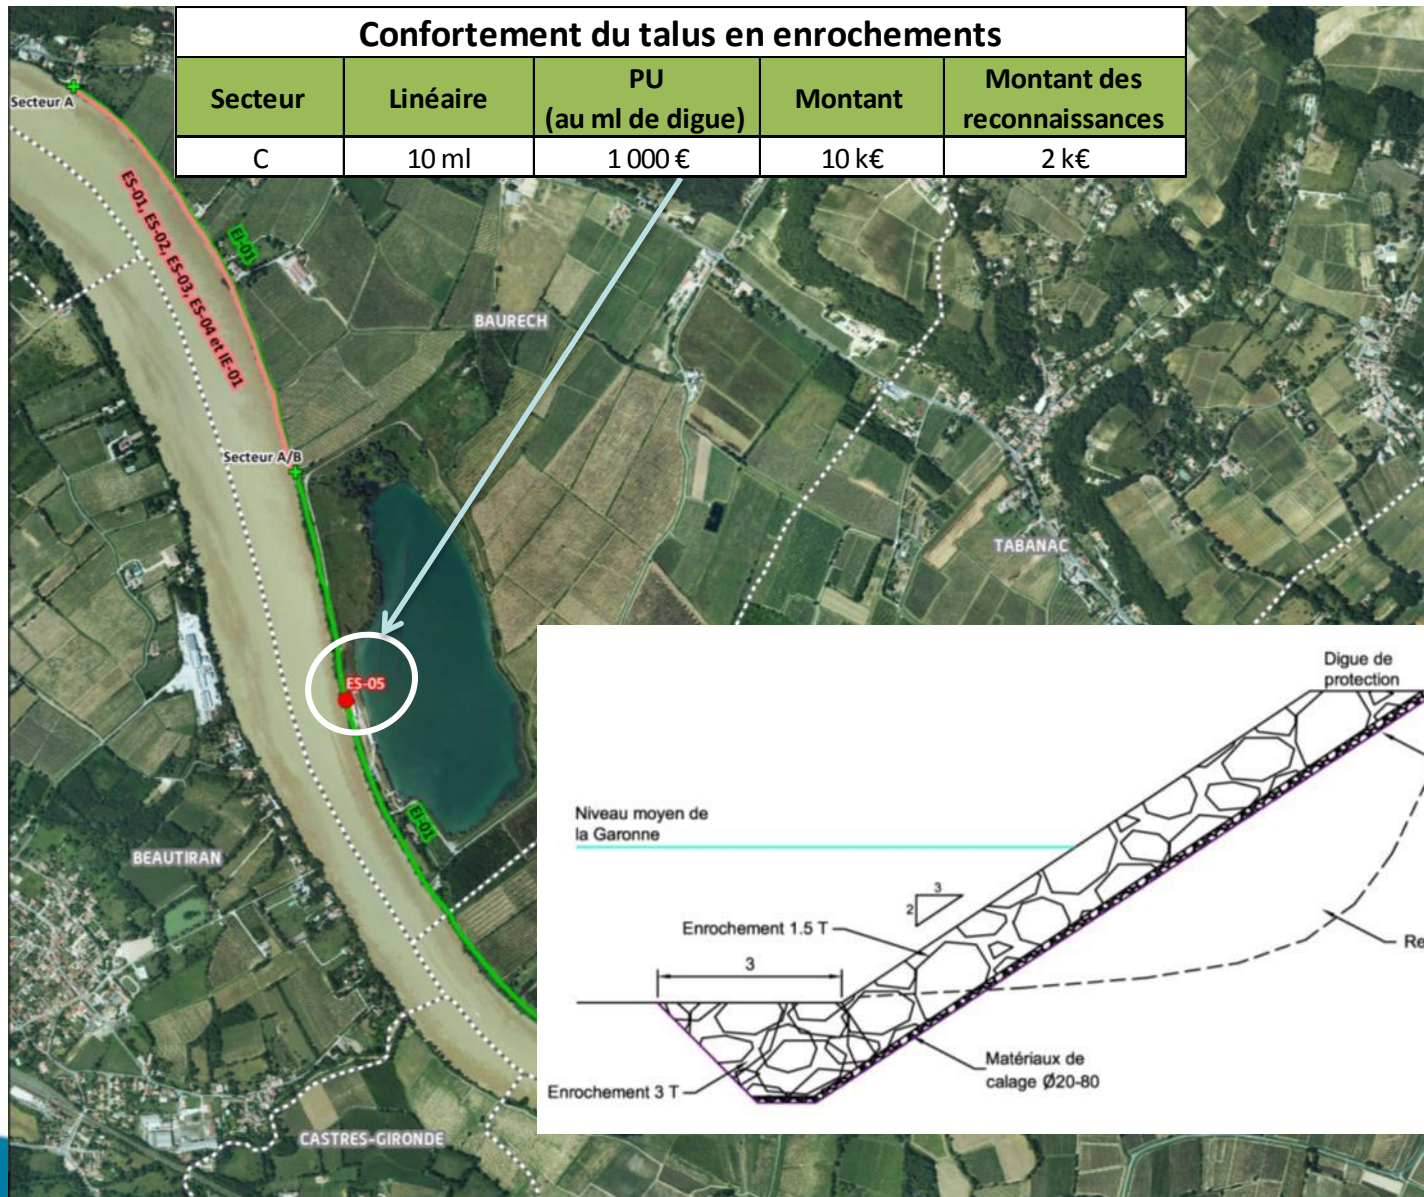 Confortement du talus en enrochements
Secteur
Linéaire
PU
(au ml de digue)
Montant
Montant des
reconnaissances
C
10 ml
1 000 €
10 k€
2 k€
Secteur A
ES-01, ES-02, ES-03, ES-04 et IE-01
EI-01
BAURECH
Secteur A/B
TABANAC
ES-05
EI-01
BEAUTIRAN
CASTRES-GIRONDE
Digue de
protection
Niveau moyen de
la Garonne
3
2
Enrochement 1.5 T
3
Re
Matériaux de
calage Ø20-80
Enrochement 3 T